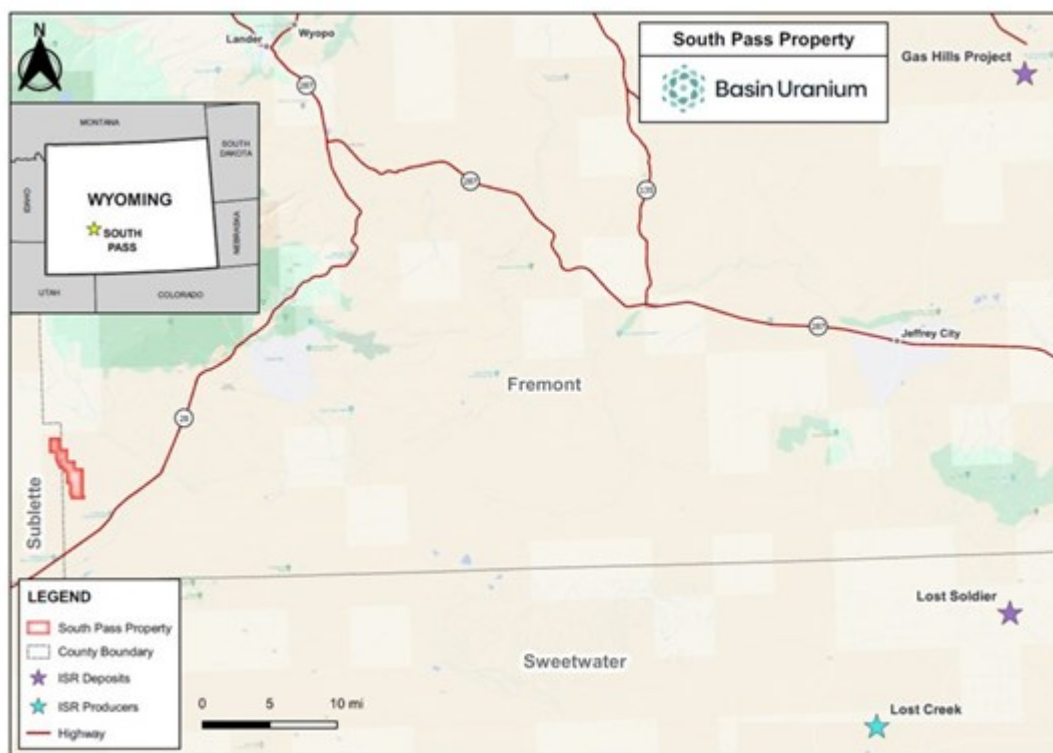 N
Lander
Wyopo
287
South Pass Property
Basin Uranium
Gas Hills Project
MONTANA
SOUTH
DAKOTA
IDAHO
WYOMING
SOUTH
PASS
NEBRASKA
UTAH
COLORADO
287
135
287
Jeffrey City
Fremont
28
Sublette
LEGEND
South Pass Property
County Boundary
ISR Deposits
ISR Producers
Highway
0 5 10 mi
Sweetwater
Lost Soldier
Lost Creek